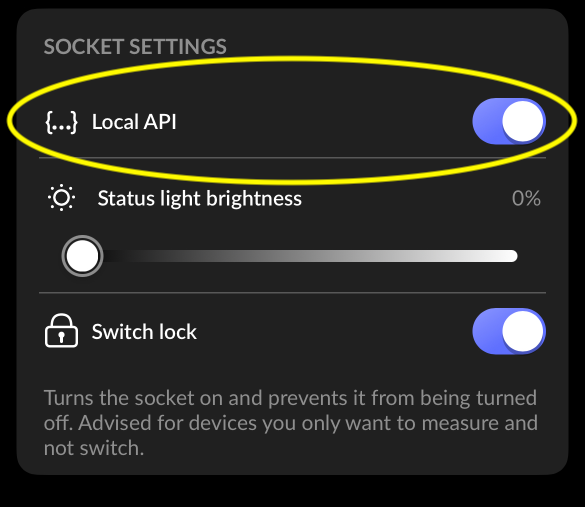 SOCKET SETTINGS
{...} Local API
Status light brightness 0%
Switch lock
Turns the socket on and prevents it from being turned
off. Advised for devices you only want to measure and
not switch.